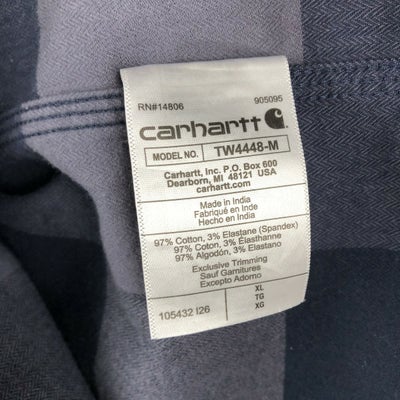 RN#14806 905095
carhartt
MODEL NO. TW4448-M
Carhartt, Inc. P.O. Box 600
Dearborn, MI 48121 USA
carhartt.com
Made in India
Fabriqué en Inde
Hecho en India
97% Cotton, 3% Elastane (Spandex)
97% Coton, 3% Élasthanne
97% Algodón, 3% Elastano
Exclusive Trimming
Sauf Garnitures
Excepto Adorno
XL
TG
105432 I26 XG